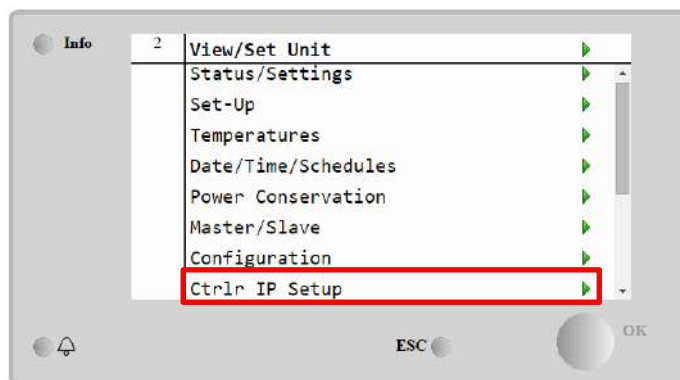 Info
2 View/Set Unit
Status/Settings
Set-Up
Temperatures
Date/Time/Schedules
Power Conservation
Master/Slave
Configuration
Ctrlr IP Setup
ESC
OK